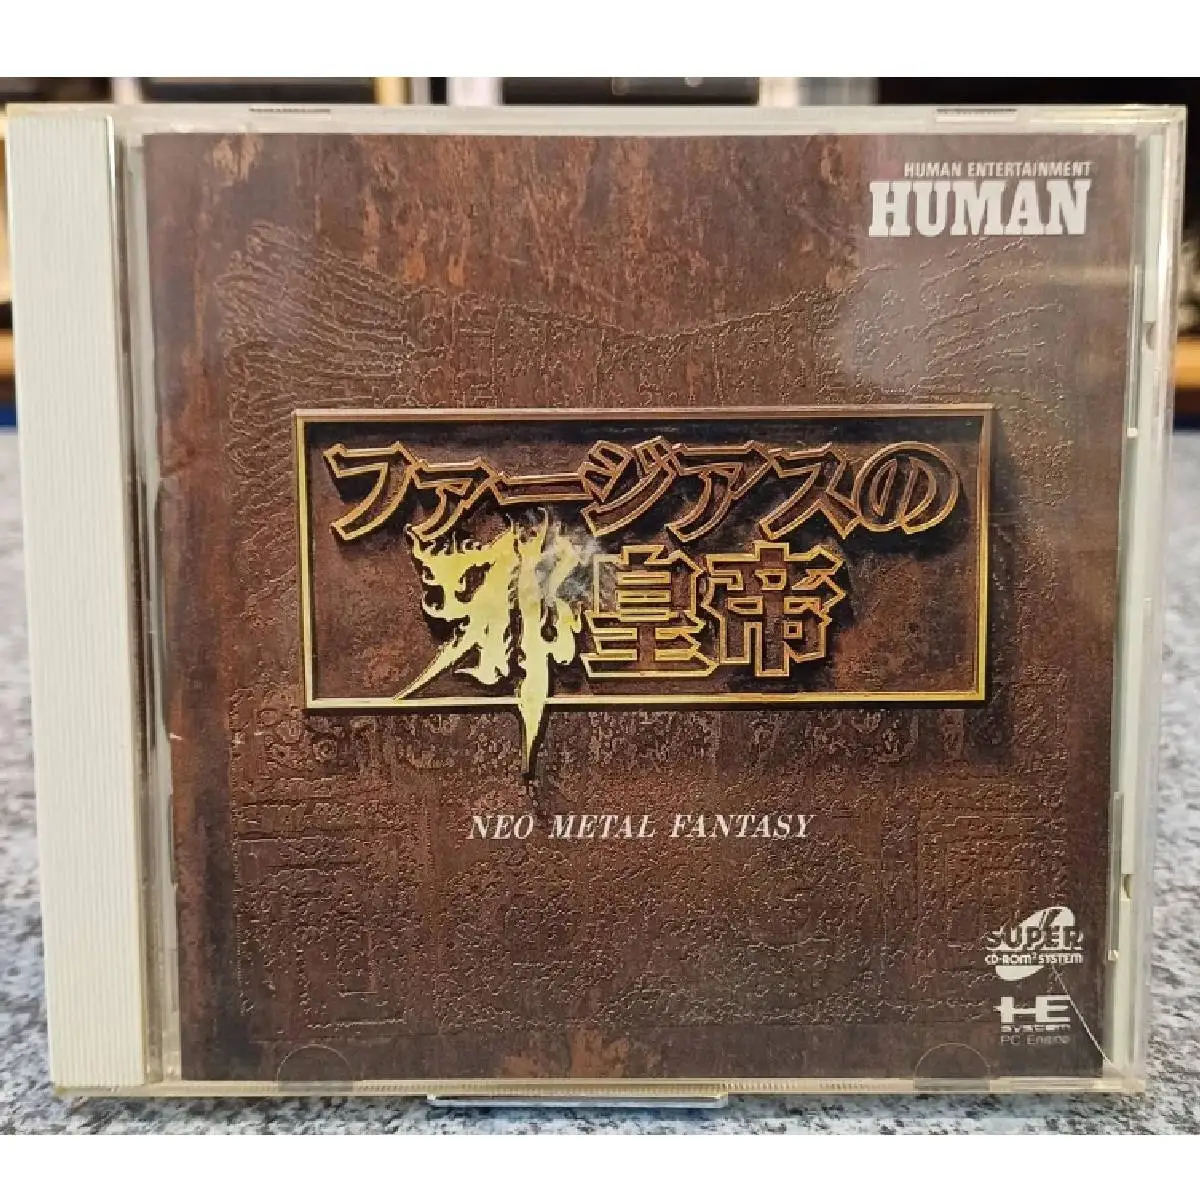 HUMAN ENTERTAINMENT
HUMAN
ファージアスの
邪皇帝
NEO METAL FANTASY
SUPER
CD-ROM² SYSTEM
HE
system
PC Engine